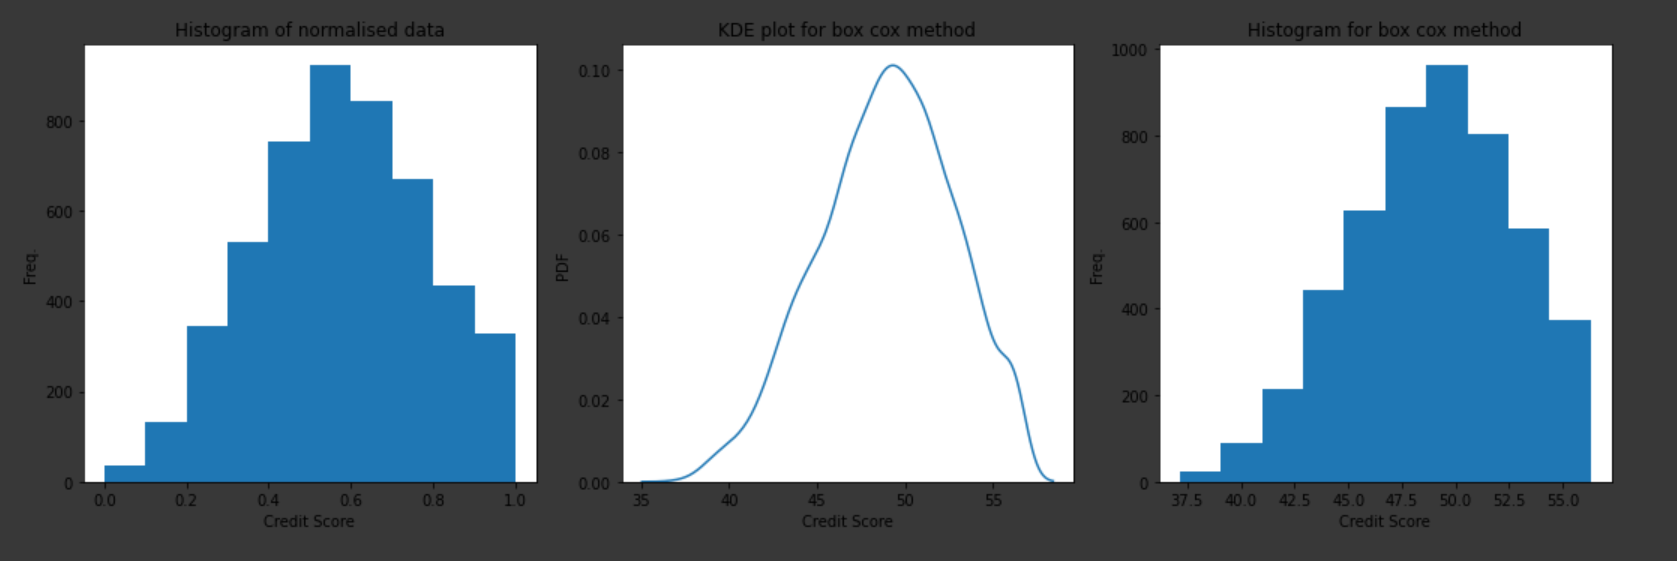 Histogram of normalised data
Freq.
800
600
400
200
0
0.0 0.2 0.4 0.6 0.8 1.0
Credit Score
KDE plot for box cox method
PDF
0.10
0.08
0.06
0.04
0.02
0.00
35 40 45 50 55
Credit Score
Histogram for box cox method
Freq.
1000
800
600
400
200
0
37.5 40.0 42.5 45.0 47.5 50.0 52.5 55.0
Credit Score